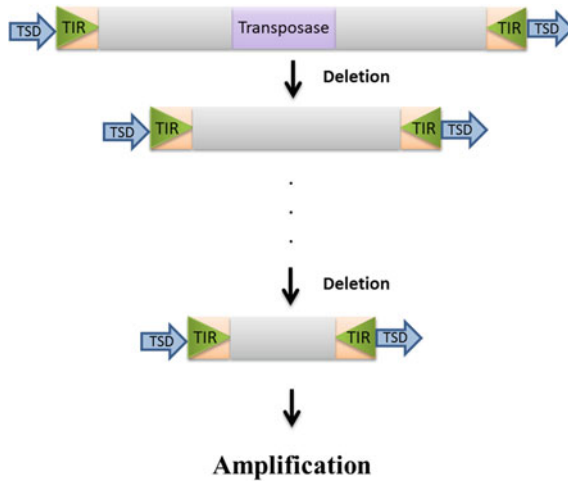 TSD TIR Transposase TIR TSD
Deletion
TSD TIR TIR TSD
.
.
.
Deletion
TSD TIR TIR TSD
Amplification